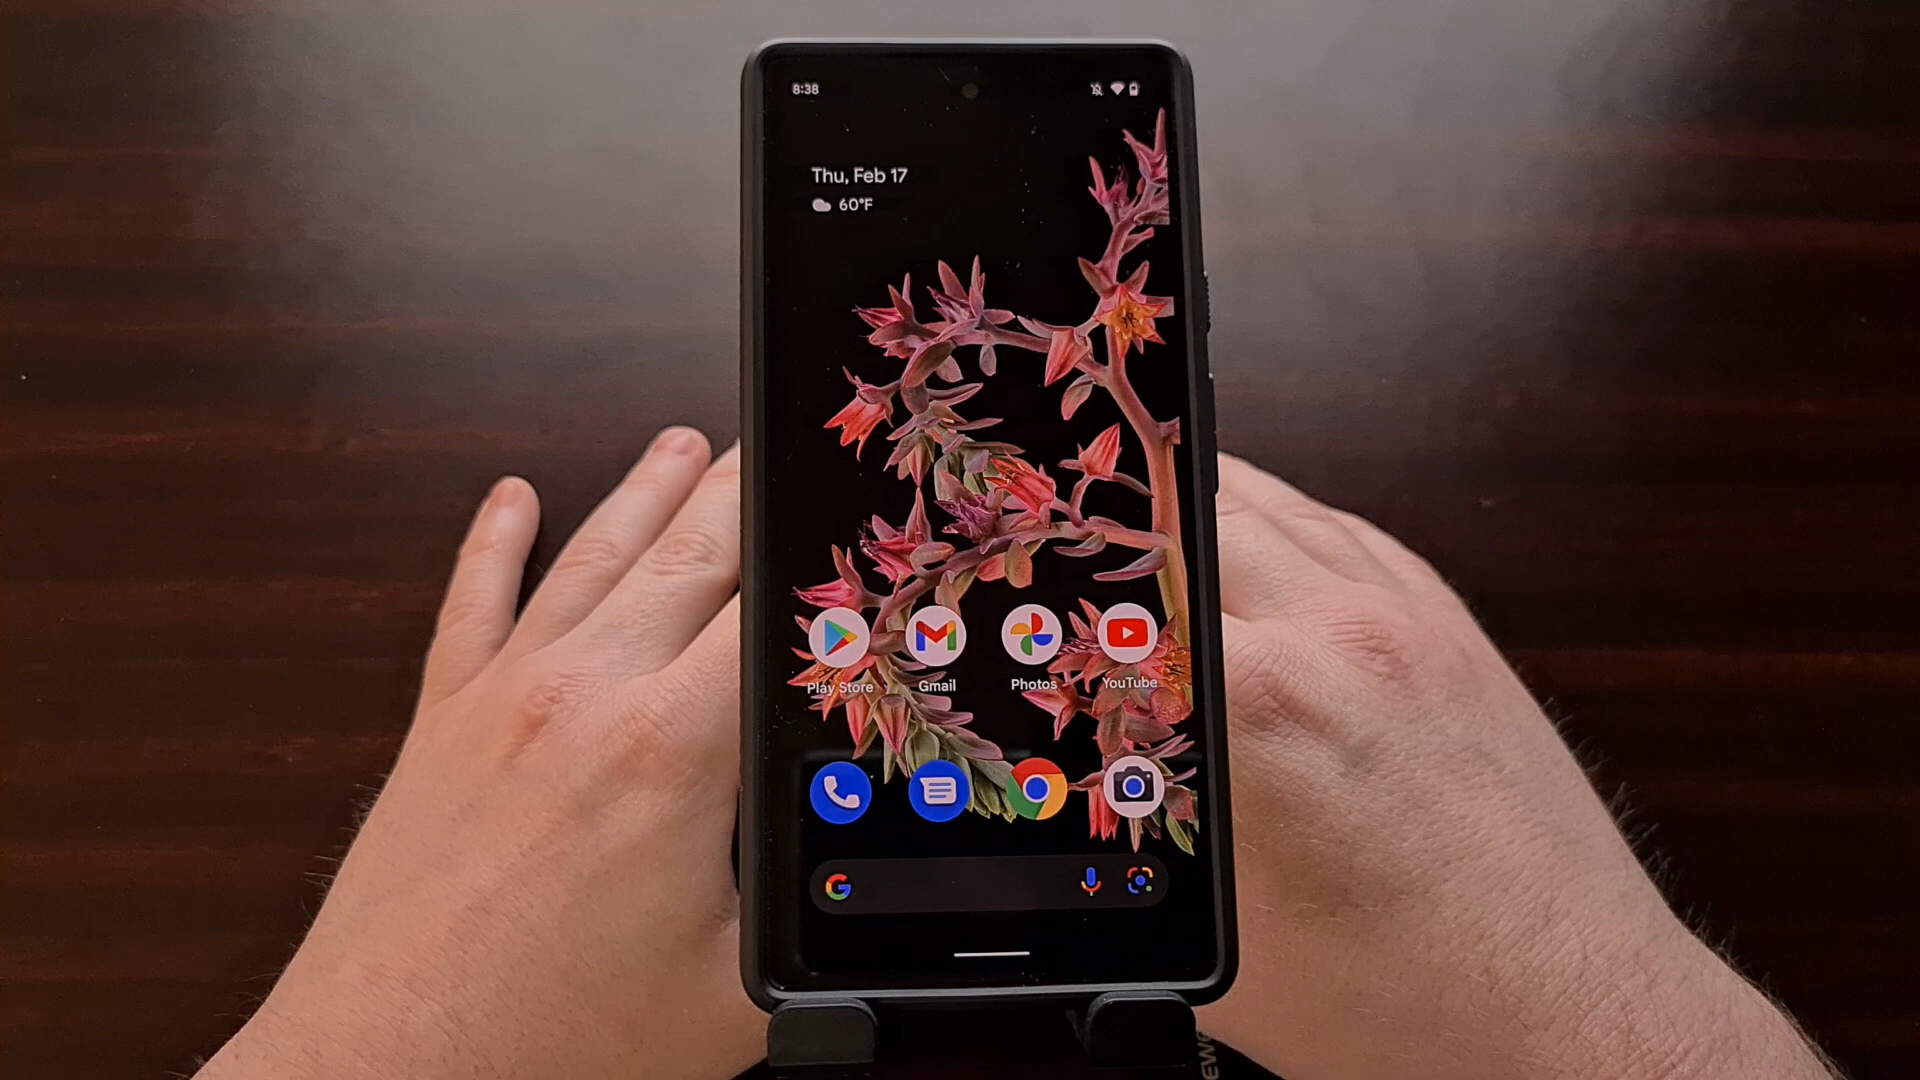 8:38
Thu, Feb 17
60°F
Play Store
Gmail
Photos
YouTube